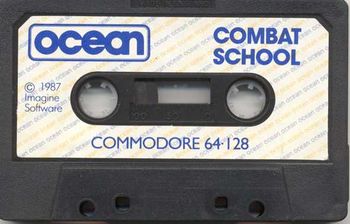 ocean
COMBAT
SCHOOL
© 1987
Imagine
Software
COMMODORE 64·128